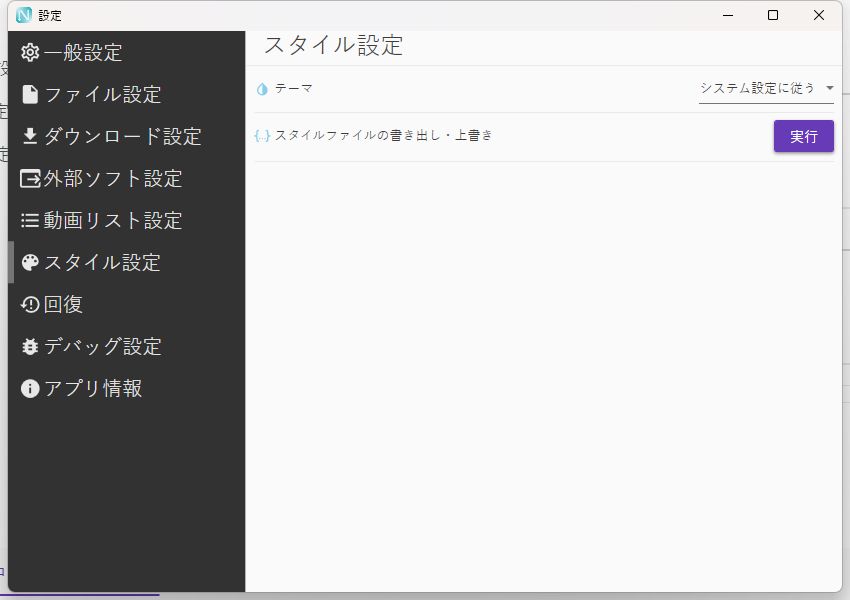 設定
一般設定
ファイル設定
ダウンロード設定
外部ソフト設定
動画リスト設定
スタイル設定
回復
デバッグ設定
アプリ情報
スタイル設定
テーマ
システム設定に従う
スタイルファイルの書き出し・上書き
実行